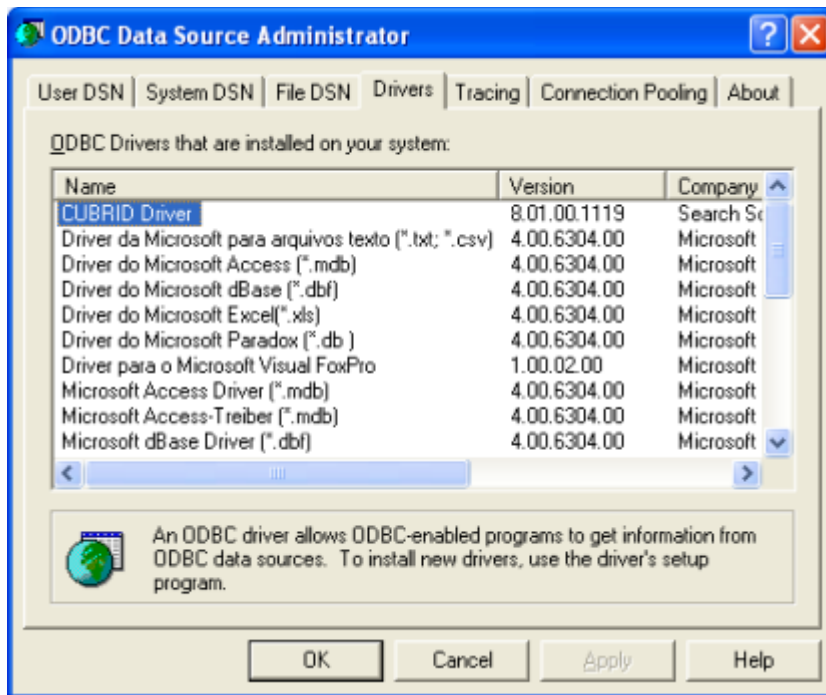 ODBC Data Source Administrator
User DSN System DSN File DSN Drivers Tracing Connection Pooling About
ODBC Drivers that are installed on your system:
Name Version Company
CUBRID Driver 8.01.00.1119 Search
Driver da Microsoft para arquivos texto (*.txt; *.csv) 4.00.6304.00 Microsoft
Driver do Microsoft Access (*.mdb) 4.00.6304.00 Microsoft
Driver do Microsoft dBase (*.dbf) 4.00.6304.00 Microsoft
Driver do Microsoft Excel(*.xls) 4.00.6304.00 Microsoft
Driver do Microsoft Paradox (*.db ) 4.00.6304.00 Microsoft
Driver para o Microsoft Visual FoxPro 1.00.02.00 Microsoft
Microsoft Access Driver (*.mdb) 4.00.6304.00 Microsoft
Microsoft Access-Treiber (*.mdb) 4.00.6304.00 Microsoft
Microsoft dBase Driver (*.dbf) 4.00.6304.00 Microsoft
An ODBC driver allows ODBC-enabled programs to get information from
ODBC data sources. To install new drivers, use the driver's setup
program.
OK Cancel Apply Help